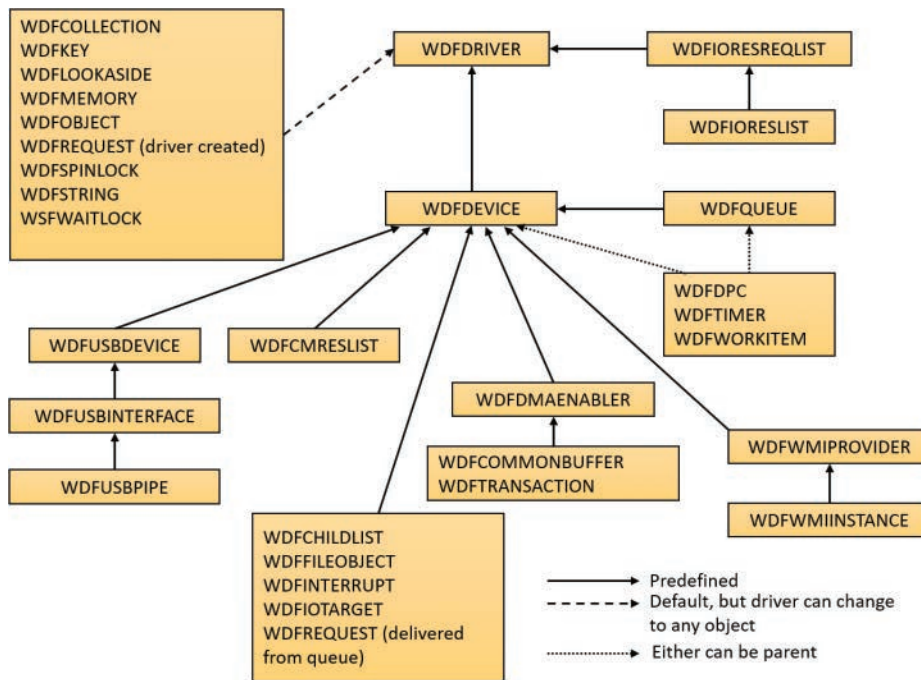 WDFCOLLECTION
WDFKEY
WDFLOOKASIDE
WDFMEMORY
WDFOBJECT
WDFREQUEST (driver created)
WDFSPINLOCK
WDFSTRING
WSFWAITLOCK
WDFDRIVER
WDFIORESREQLIST
WDFIORESLIST
WDFDEVICE
WDFQUEUE
WDFDPC
WDFTIMER
WDFWORKITEM
WDFUSBDEVICE
WDFCMRESLIST
WDFUSBINTERFACE
WDFDMAENABLER
WDFUSBPIPE
WDFCOMMONBUFFER
WDFTRANSACTION
WDFWMIPROVIDER
WDFWMIINSTANCE
WDFCHILDLIST
WDFFILEOBJECT
WDFINTERRUPT
WDFIOTARGET
WDFREQUEST (delivered
from queue)
Predefined
Default, but driver can change
to any object
Either can be parent